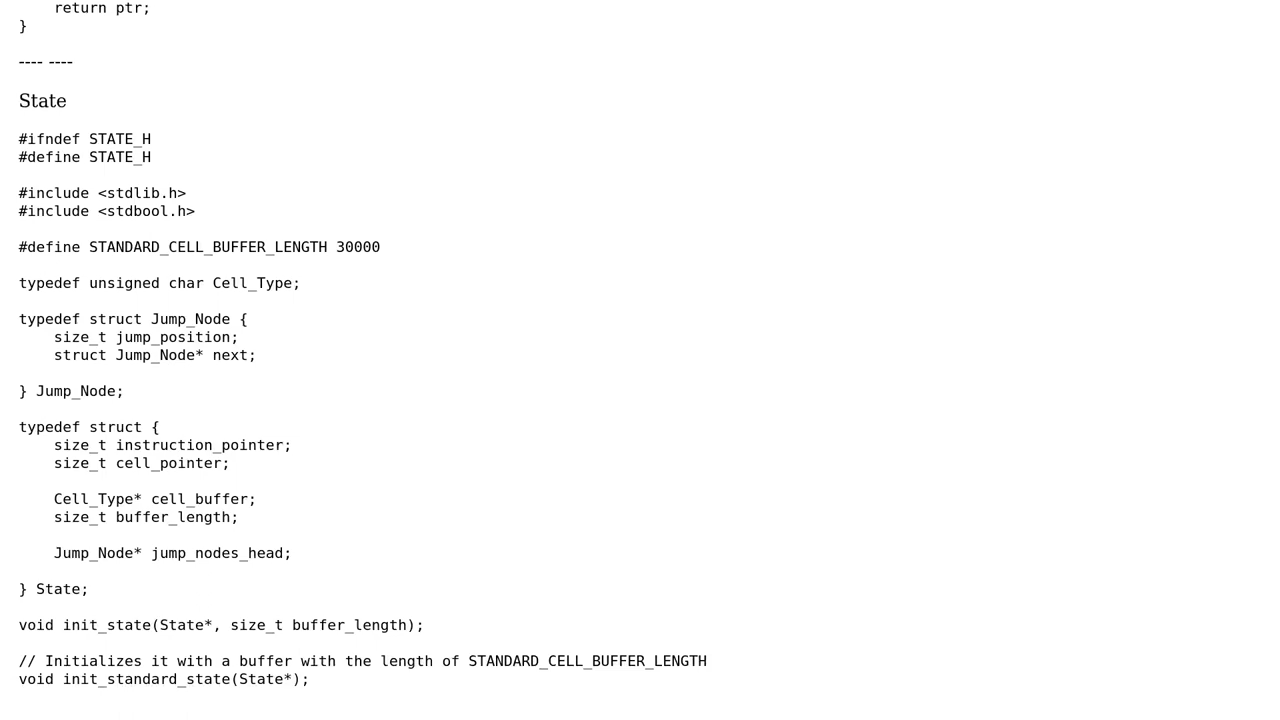 return ptr;
}
---- ----
State
#ifndef STATE_H
#define STATE_H
#include <stdlib.h>
#include <stdbool.h>
#define STANDARD_CELL_BUFFER_LENGTH 30000
typedef unsigned char Cell_Type;
typedef struct Jump_Node {
    size_t jump_position;
    struct Jump_Node* next;
} Jump_Node;
typedef struct {
    size_t instruction_pointer;
    size_t cell_pointer;
    Cell_Type* cell_buffer;
    size_t buffer_length;
    Jump_Node* jump_nodes_head;
} State;
void init_state(State*, size_t buffer_length);
// Initializes it with a buffer with the length of STANDARD_CELL_BUFFER_LENGTH
void init_standard_state(State*);